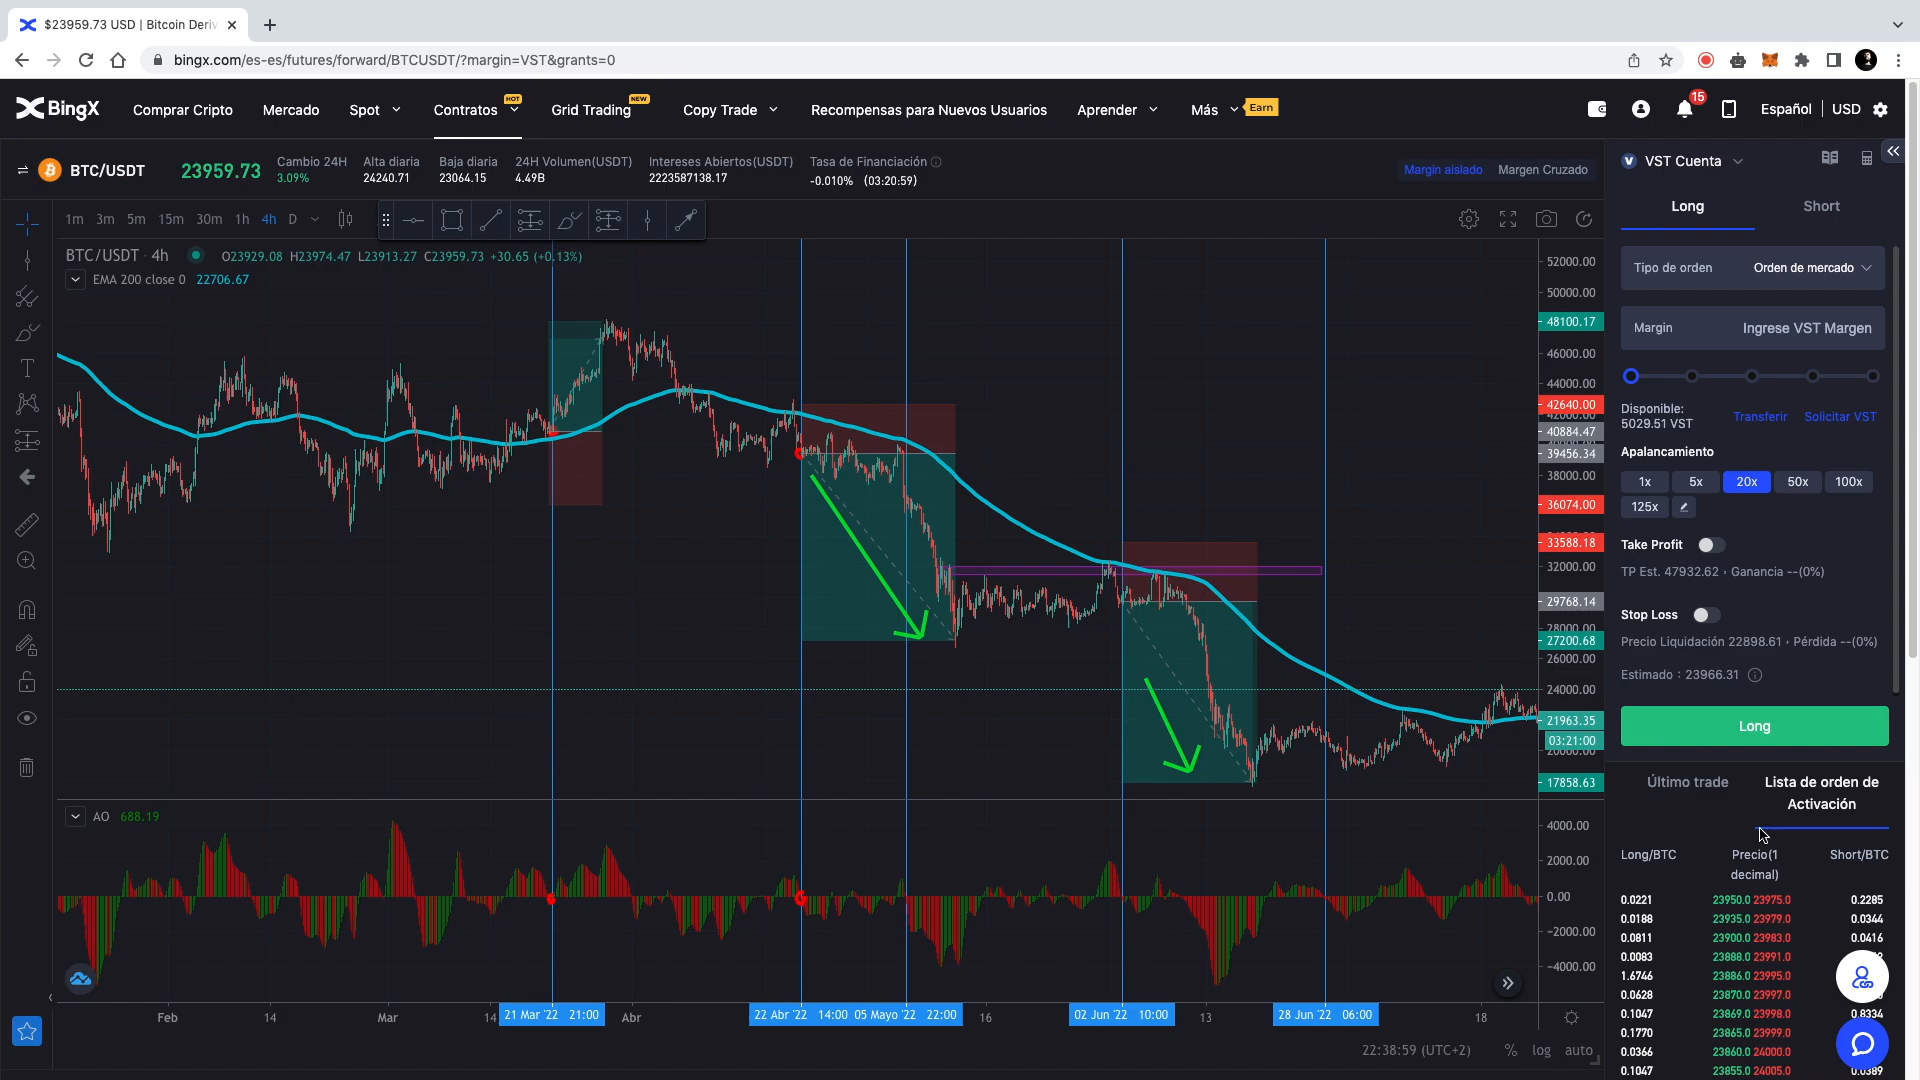 $23959.73 USD | Bitcoin Deriv
bingx.com/es-es/futures/forward/BTCUSDT/?margin=VST&grants=0
BingX
Comprar Cripto
Mercado
Spot
Contratos
HOT
Grid Trading
NEW
Copy Trade
Recompensas para Nuevos Usuarios
Aprender
Más
Earn
15
Español
USD
BTC/USDT
23959.73
Cambio 24H
3.09%
Alta diaria
24240.71
Baja diaria
23064.15
24H Volumen(USDT)
4.49B
Intereses Abiertos(USDT)
2223587138.17
Tasa de Financiación
-0.010% (03:20:59)
Margin aislado
Margen Cruzado
1m 3m 5m 15m 30m 1h 4h D
BTC/USDT · 4h
O23929.08 H23974.47 L23913.27 C23959.73 +30.65 (+0.13%)
EMA 200 close 0 22706.67
52000.00
50000.00
48100.17
46000.00
44000.00
42640.00
40884.47
39456.34
38000.00
36074.00
33588.18
32000.00
29768.14
28000.00
27200.68
26000.00
24000.00
21963.35
03:21:00
20000.00
17858.63
AO 688.19
4000.00
2000.00
0.00
−2000.00
−4000.00
Feb
14
Mar
14
21 Mar '22 21:00
Abr
22 Abr '22 14:00
05 Mayo '22 22:00
16
02 Jun '22 10:00
13
28 Jun '22 06:00
18
22:38:59 (UTC+2)
%
log
auto
VST Cuenta
Long
Short
Tipo de orden
Orden de mercado
Margin
Ingrese VST Margen
Disponible:
5029.51 VST
Transferir
Solicitar VST
Apalancamiento
1x
5x
20x
50x
100x
125x
Take Profit
TP Est. 47932.62 · Ganancia --(0%)
Stop Loss
Precio Liquidación 22898.61 · Pérdida --(0%)
Estimado : 23966.31
Long
Último trade
Lista de orden de
Activación
Long/BTC
Precio(1
decimal)
Short/BTC
0.0221 23950.0 23975.0 0.2285
0.0188 23935.0 23979.0 0.0344
0.0811 23900.0 23983.0 0.0416
0.0083 23888.0 23991.0
1.6746 23886.0 23995.0
0.0628 23870.0 23997.0
0.1047 23869.0 23998.0 0.8334
0.1770 23865.0 23999.0
0.0366 23860.0 24000.0
0.1047 23855.0 24005.0 0.0389